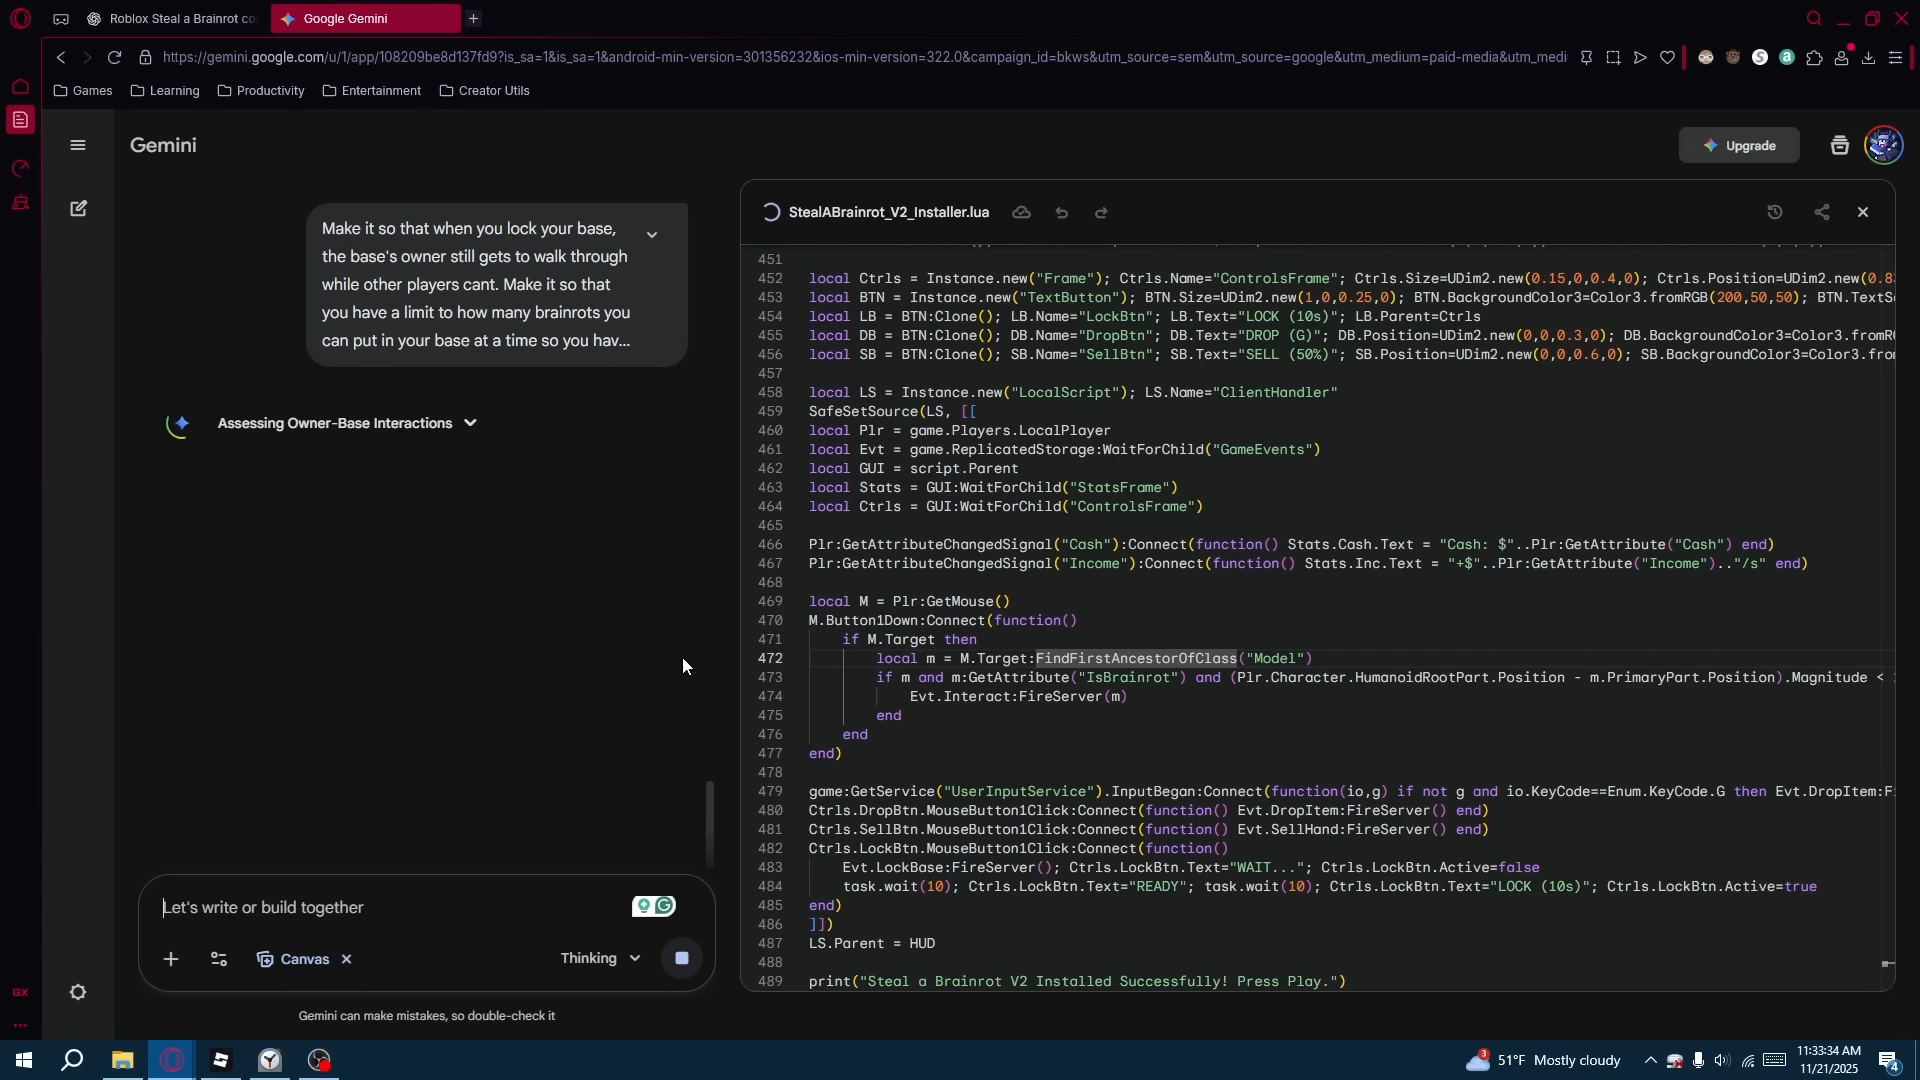 Roblox Steal a Brainrot co
Google Gemini
https://gemini.google.com/u/1/app/108209be8d137fd9?is_sa=1&is_sa=1&android-min-version=301356232&ios-min-version=322.0&campaign_id=bkws&utm_source=sem&utm_source=google&utm_medium=paid-media&utm_medi
Games
Learning
Productivity
Entertainment
Creator Utils
Gemini
Upgrade
Make it so that when you lock your base,
the base's owner still gets to walk through
while other players cant. Make it so that
you have a limit to how many brainrots you
can put in your base at a time so you hav...
Assessing Owner-Base Interactions
StealABrainrot_V2_Installer.lua
451
452 local Ctrls = Instance.new("Frame"); Ctrls.Name="ControlsFrame"; Ctrls.Size=UDim2.new(0.15,0,0.4,0); Ctrls.Position=UDim2.new(0.8
453 local BTN = Instance.new("TextButton"); BTN.Size=UDim2.new(1,0,0.25,0); BTN.BackgroundColor3=Color3.fromRGB(200,50,50); BTN.TextS
454 local LB = BTN:Clone(); LB.Name="LockBtn"; LB.Text="LOCK (10s)"; LB.Parent=Ctrls
455 local DB = BTN:Clone(); DB.Name="DropBtn"; DB.Text="DROP (G)"; DB.Position=UDim2.new(0,0,0.3,0); DB.BackgroundColor3=Color3.fromR
456 local SB = BTN:Clone(); SB.Name="SellBtn"; SB.Text="SELL (50%)"; SB.Position=UDim2.new(0,0,0.6,0); SB.BackgroundColor3=Color3.fro
457
458 local LS = Instance.new("LocalScript"); LS.Name="ClientHandler"
459 SafeSetSource(LS, [[
460 local Plr = game.Players.LocalPlayer
461 local Evt = game.ReplicatedStorage:WaitForChild("GameEvents")
462 local GUI = script.Parent
463 local Stats = GUI:WaitForChild("StatsFrame")
464 local Ctrls = GUI:WaitForChild("ControlsFrame")
465
466 Plr:GetAttributeChangedSignal("Cash"):Connect(function() Stats.Cash.Text = "Cash: $"..Plr:GetAttribute("Cash") end)
467 Plr:GetAttributeChangedSignal("Income"):Connect(function() Stats.Inc.Text = "+$"..Plr:GetAttribute("Income").."/s" end)
468
469 local M = Plr:GetMouse()
470 M.Button1Down:Connect(function()
471 if M.Target then
472 local m = M.Target:FindFirstAncestorOfClass("Model")
473 if m and m:GetAttribute("IsBrainrot") and (Plr.Character.HumanoidRootPart.Position - m.PrimaryPart.Position).Magnitude <
474 Evt.Interact:FireServer(m)
475 end
476 end
477 end)
478
479 game:GetService("UserInputService").InputBegan:Connect(function(io,g) if not g and io.KeyCode==Enum.KeyCode.G then Evt.DropItem:F
480 Ctrls.DropBtn.MouseButton1Click:Connect(function() Evt.DropItem:FireServer() end)
481 Ctrls.SellBtn.MouseButton1Click:Connect(function() Evt.SellHand:FireServer() end)
482 Ctrls.LockBtn.MouseButton1Click:Connect(function()
483 Evt.LockBase:FireServer(); Ctrls.LockBtn.Text="WAIT..."; Ctrls.LockBtn.Active=false
484 task.wait(10); Ctrls.LockBtn.Text="READY"; task.wait(10); Ctrls.LockBtn.Text="LOCK (10s)"; Ctrls.LockBtn.Active=true
485 end)
486 ]])
487 LS.Parent = HUD
488
489 print("Steal a Brainrot V2 Installed Successfully! Press Play.")
Let's write or build together
Canvas
Thinking
Gemini can make mistakes, so double-check it
GX
3
51°F Mostly cloudy
11:33:34 AM
11/21/2025
4